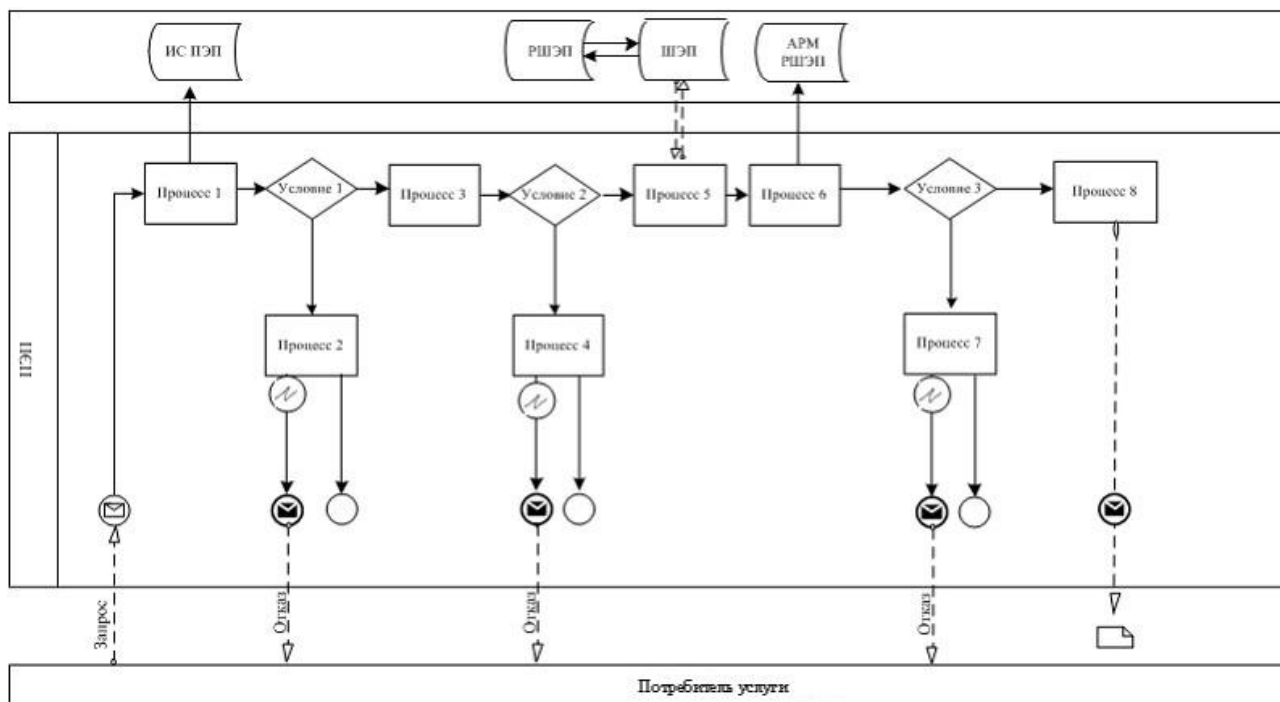 ИС ПЭП
РШЭП
ШЭП
АРМ
РШЭП
Процесс 1
Условие 1
Процесс 3
Условие 2
Процесс 5
Процесс 6
Условие 3
Процесс 8
Процесс 2
Процесс 4
Процесс 7
ПЭП
Запрос
Отказ
Отказ
Отказ
Потребитель услуги